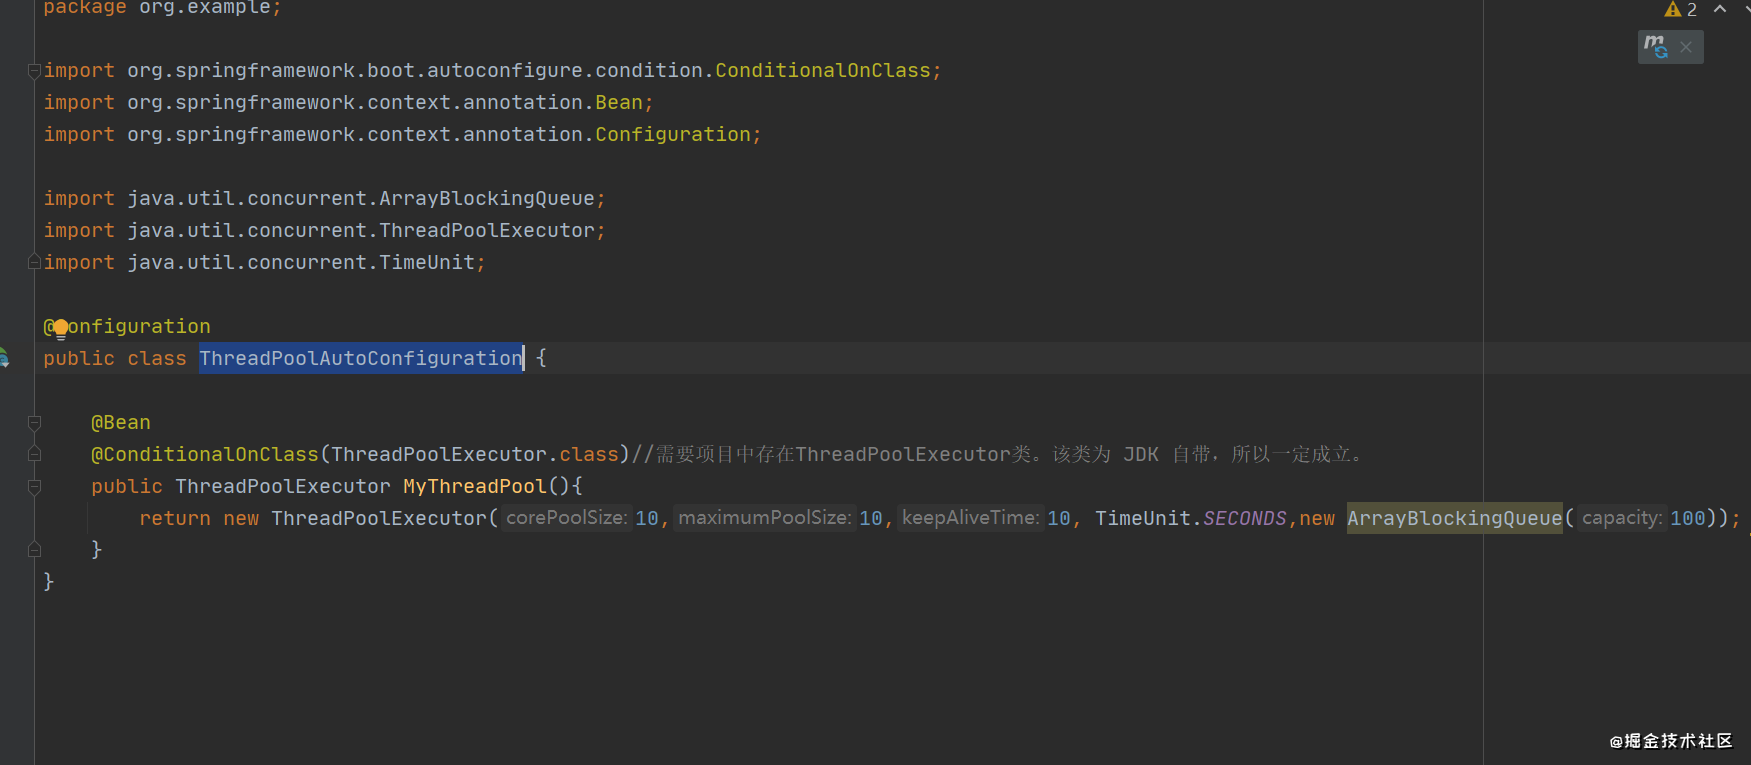 package org.example;
2
import org.springframework.boot.autoconfigure.condition.ConditionalOnClass;
import org.springframework.context.annotation.Bean;
import org.springframework.context.annotation.Configuration;
import java.util.concurrent.ArrayBlockingQueue;
import java.util.concurrent.ThreadPoolExecutor;
import java.util.concurrent.TimeUnit;
@Configuration
public class ThreadPoolAutoConfiguration {
@Bean
@ConditionalOnClass(ThreadPoolExecutor.class)//需要项目中存在ThreadPoolExecutor类。该类为 JDK 自带，所以一定成立。
public ThreadPoolExecutor MyThreadPool(){
return new ThreadPoolExecutor( corePoolSize: 10, maximumPoolSize: 10, keepAliveTime: 10, TimeUnit.SECONDS,new ArrayBlockingQueue( capacity: 100));
}
}
@掘金技术社区